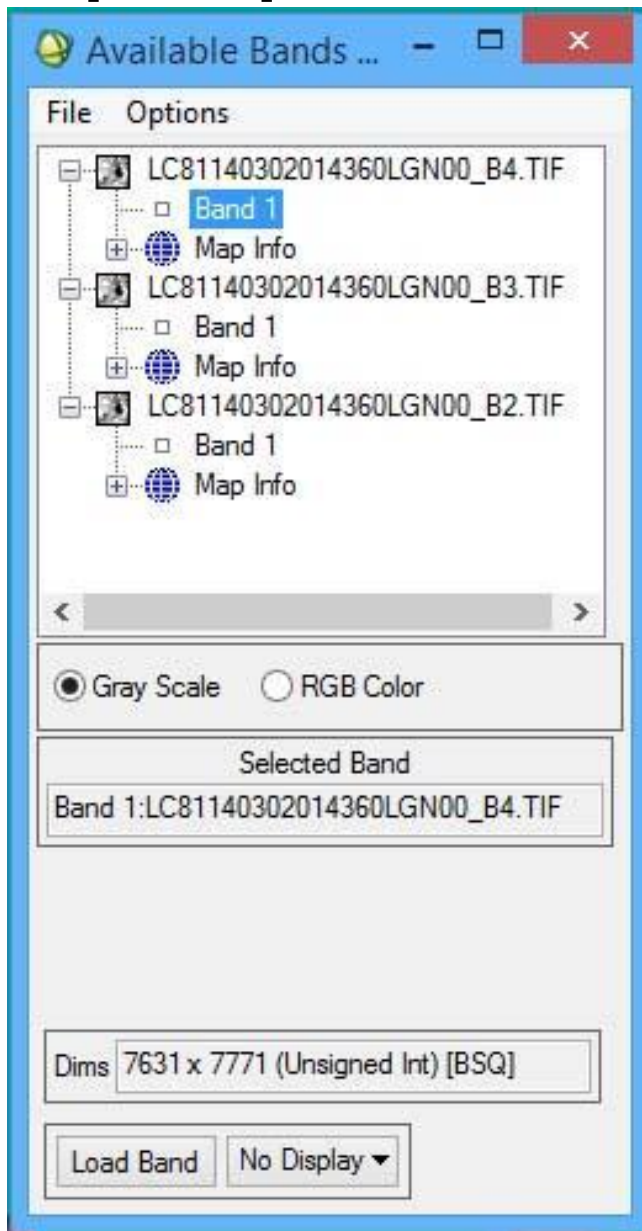 Available Bands ...
File Options
LC81140302014360LGN00_B4.TIF
Band 1
Map Info
LC81140302014360LGN00_B3.TIF
Band 1
Map Info
LC81140302014360LGN00_B2.TIF
Band 1
Map Info
Gray Scale RGB Color
Selected Band
Band 1:LC81140302014360LGN00_B4.TIF
Dims 7631 x 7771 (Unsigned Int) [BSQ]
Load Band No Display